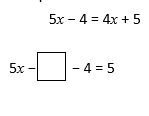 5x – 4 = 4x + 5
5x – □ – 4 = 5